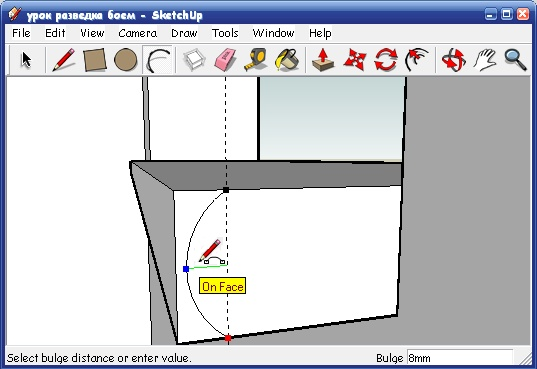 урок разведка боем - SketchUp
File Edit View Camera Draw Tools Window Help
On Face
Select bulge distance or enter value. Bulge 8mm